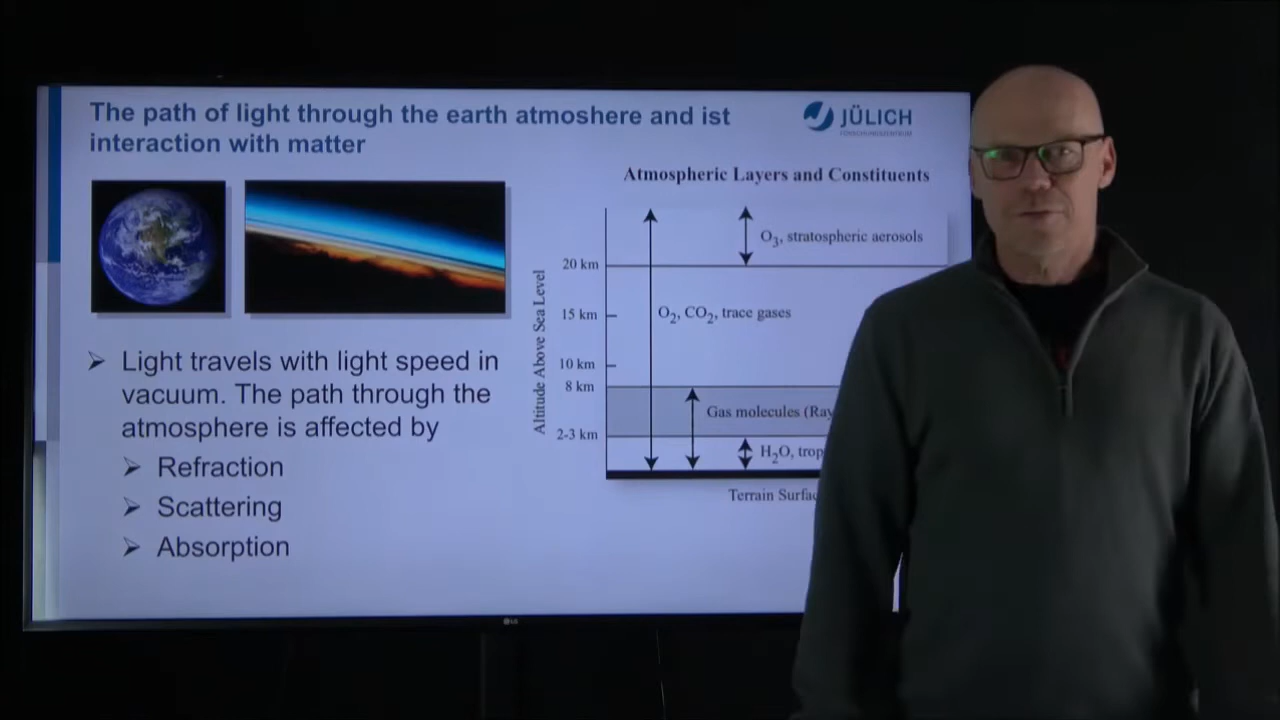 The path of light through the earth atmoshere and ist
interaction with matter
JÜLICH
FORSCHUNGSZENTRUM
Atmospheric Layers and Constituents
O3, stratospheric aerosols
20 km
15 km
O2, CO2, trace gases
10 km
8 km
Gas molecules (Ray
2-3 km
H2O, trop
Altitude Above Sea Level
Terrain Surfac
➢ Light travels with light speed in
vacuum. The path through the
atmosphere is affected by
➢ Refraction
➢ Scattering
➢ Absorption
LG